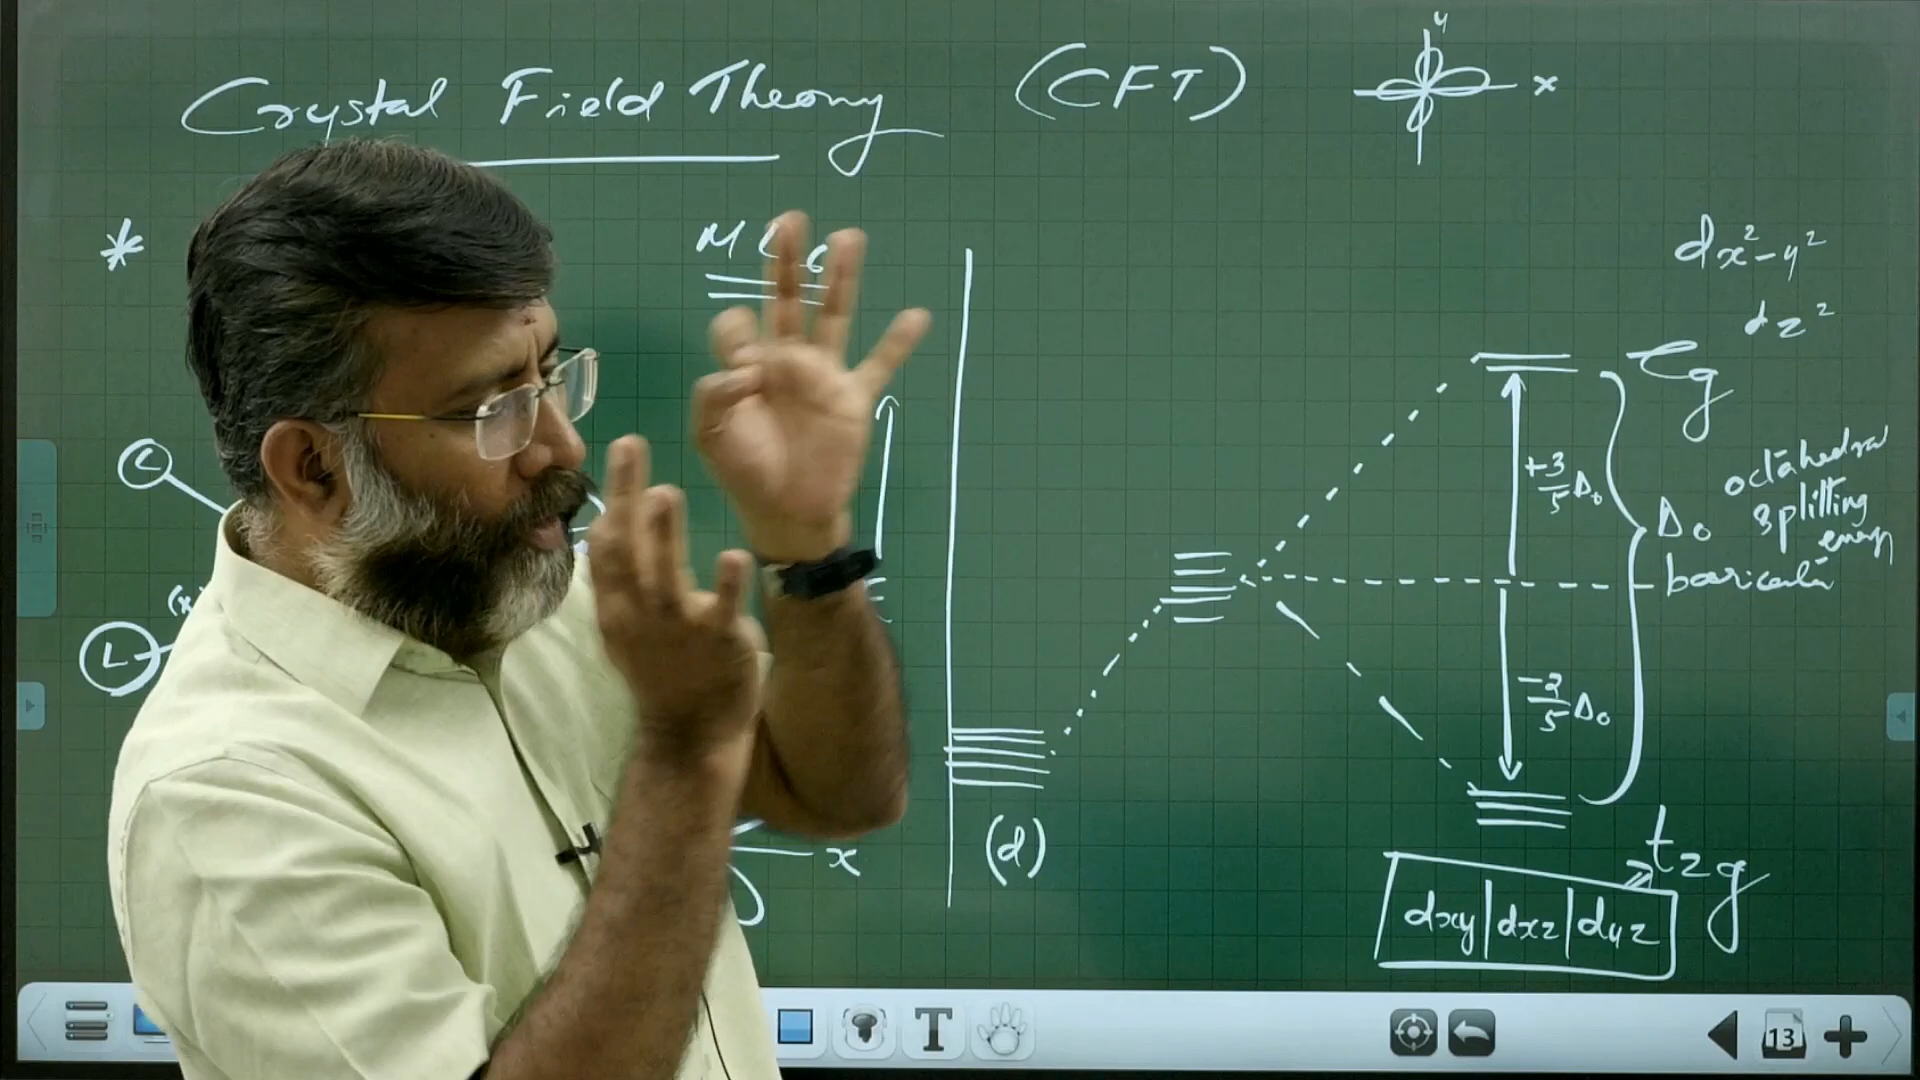 Crystal Field Theory (CFT)
y
x
*
ML6
dx²-y²
dz²
eg
L
+3/5 Δo
octahedral
splitting
energy
Δo
L
-2/5 Δo
x
(d)
t2g
dxy|dxz|dyz
T
13